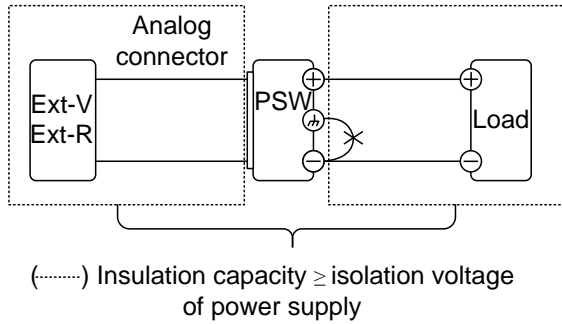 Analog
connector
Ext-V
Ext-R
PSW
Load
+
+
-
-
(........) Insulation capacity ≥ isolation voltage
of power supply